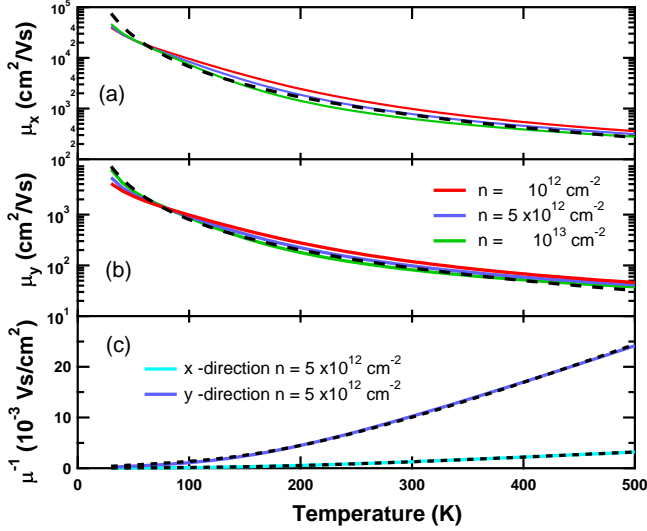 10^5
4
2
10^4
4
2
10^3
4
2
10^2
μ_x (cm^2/Vs)
(a)
10^3
10^2
10^1
μ_y (cm^2/Vs)
(b)
n = 10^12 cm^-2
n = 5 x10^12 cm^-2
n = 10^13 cm^-2
20
10
0
μ^-1 (10^-3 Vs/cm^2)
(c)
x -direction n = 5 x10^12 cm^-2
y -direction n = 5 x10^12 cm^-2
0 100 200 300 400 500
Temperature (K)